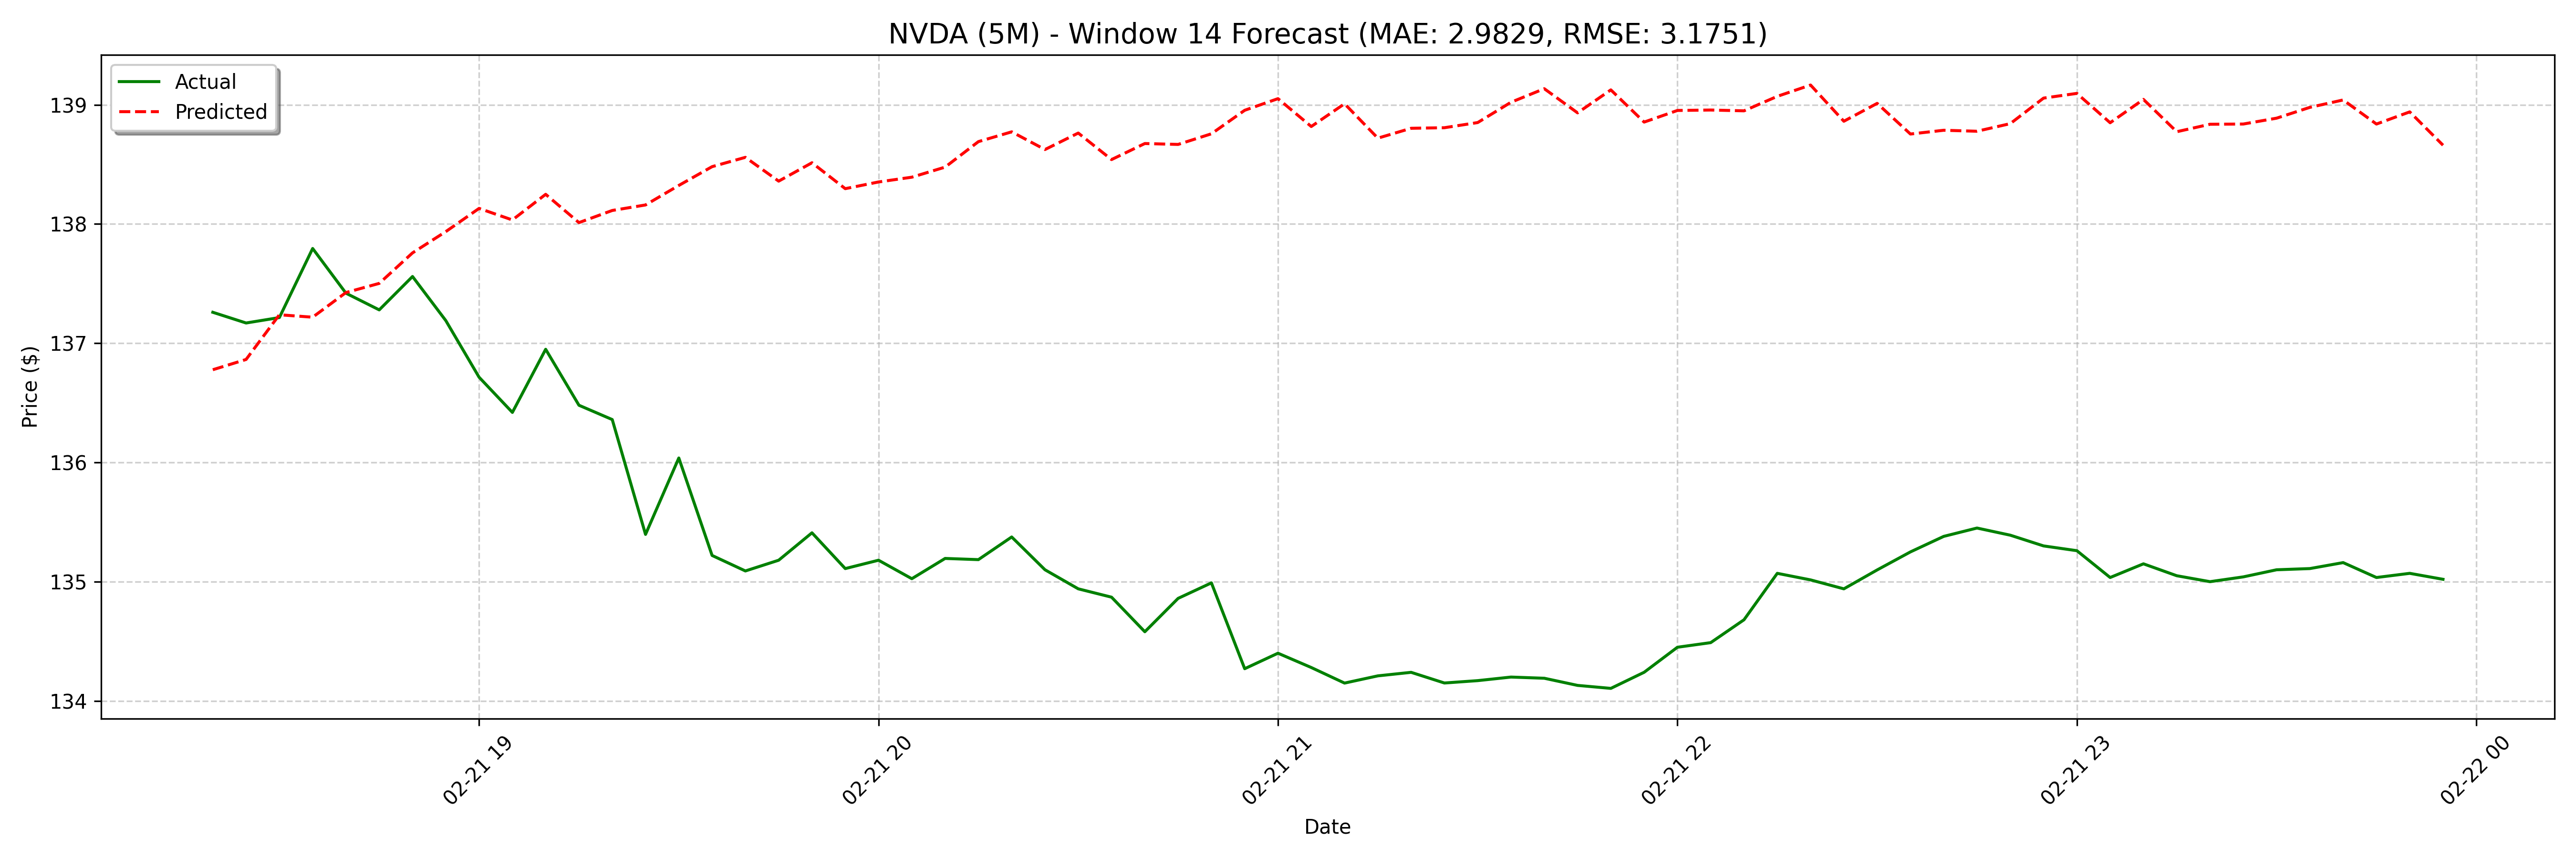 NVDA (5M) - Window 14 Forecast (MAE: 2.9829, RMSE: 3.1751)
Actual
Predicted
Price ($)
139
138
137
136
135
134
02-21 19
02-21 20
02-21 21
02-21 22
02-21 23
02-22 00
Date